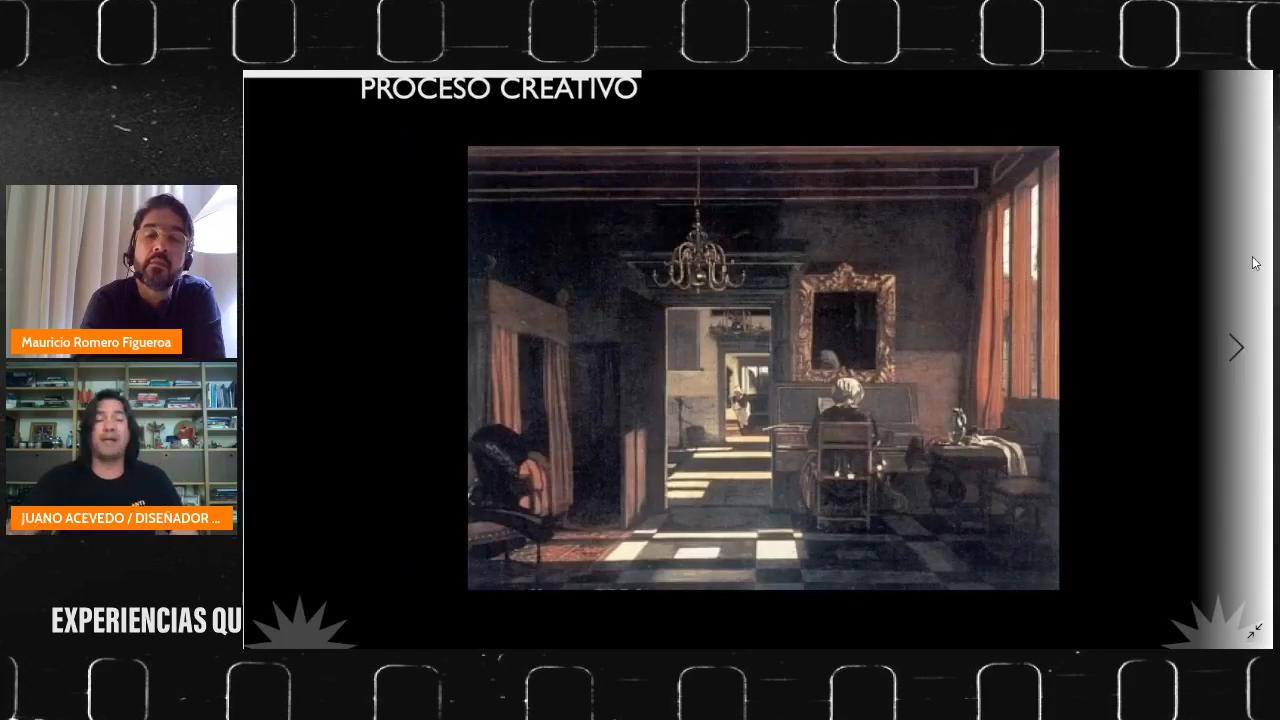 PROCESO CREATIVO
Mauricio Romero Figueroa
JUANO ACEVEDO / DISEÑADOR ...
EXPERIENCIAS QU